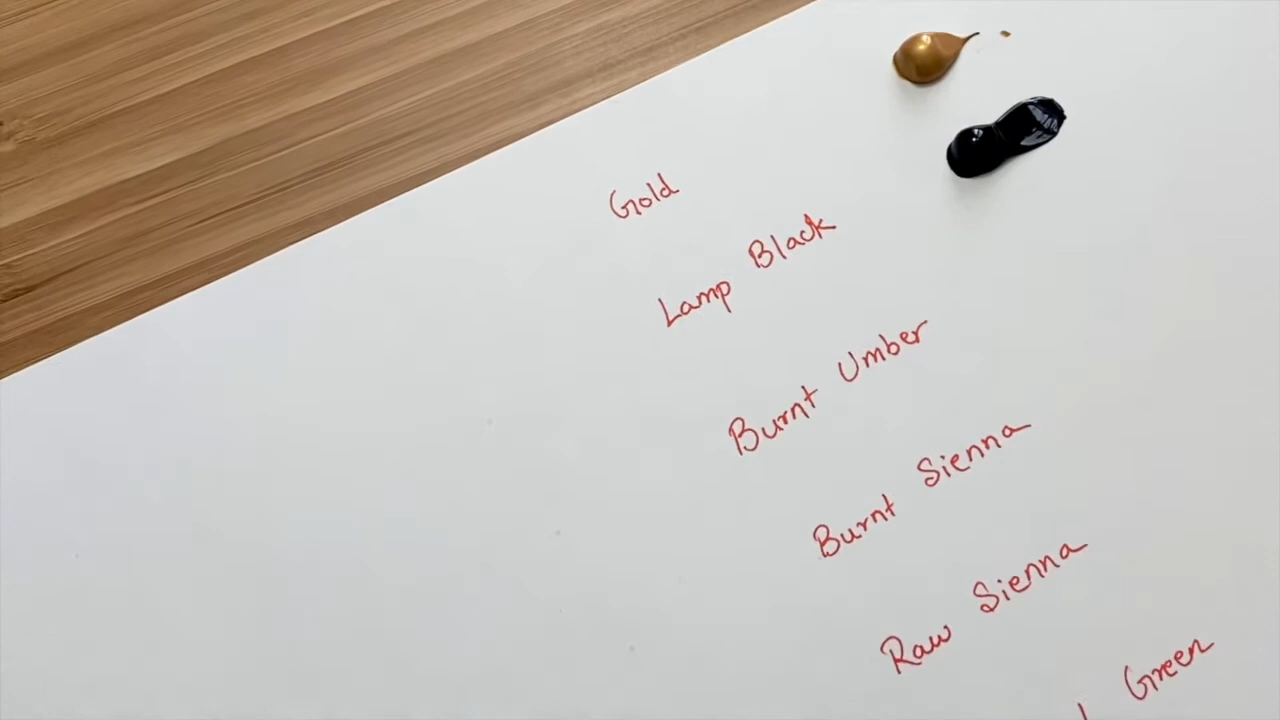 Gold
Lamp Black
Burnt Umber
Burnt Sienna
Raw Sienna
Green